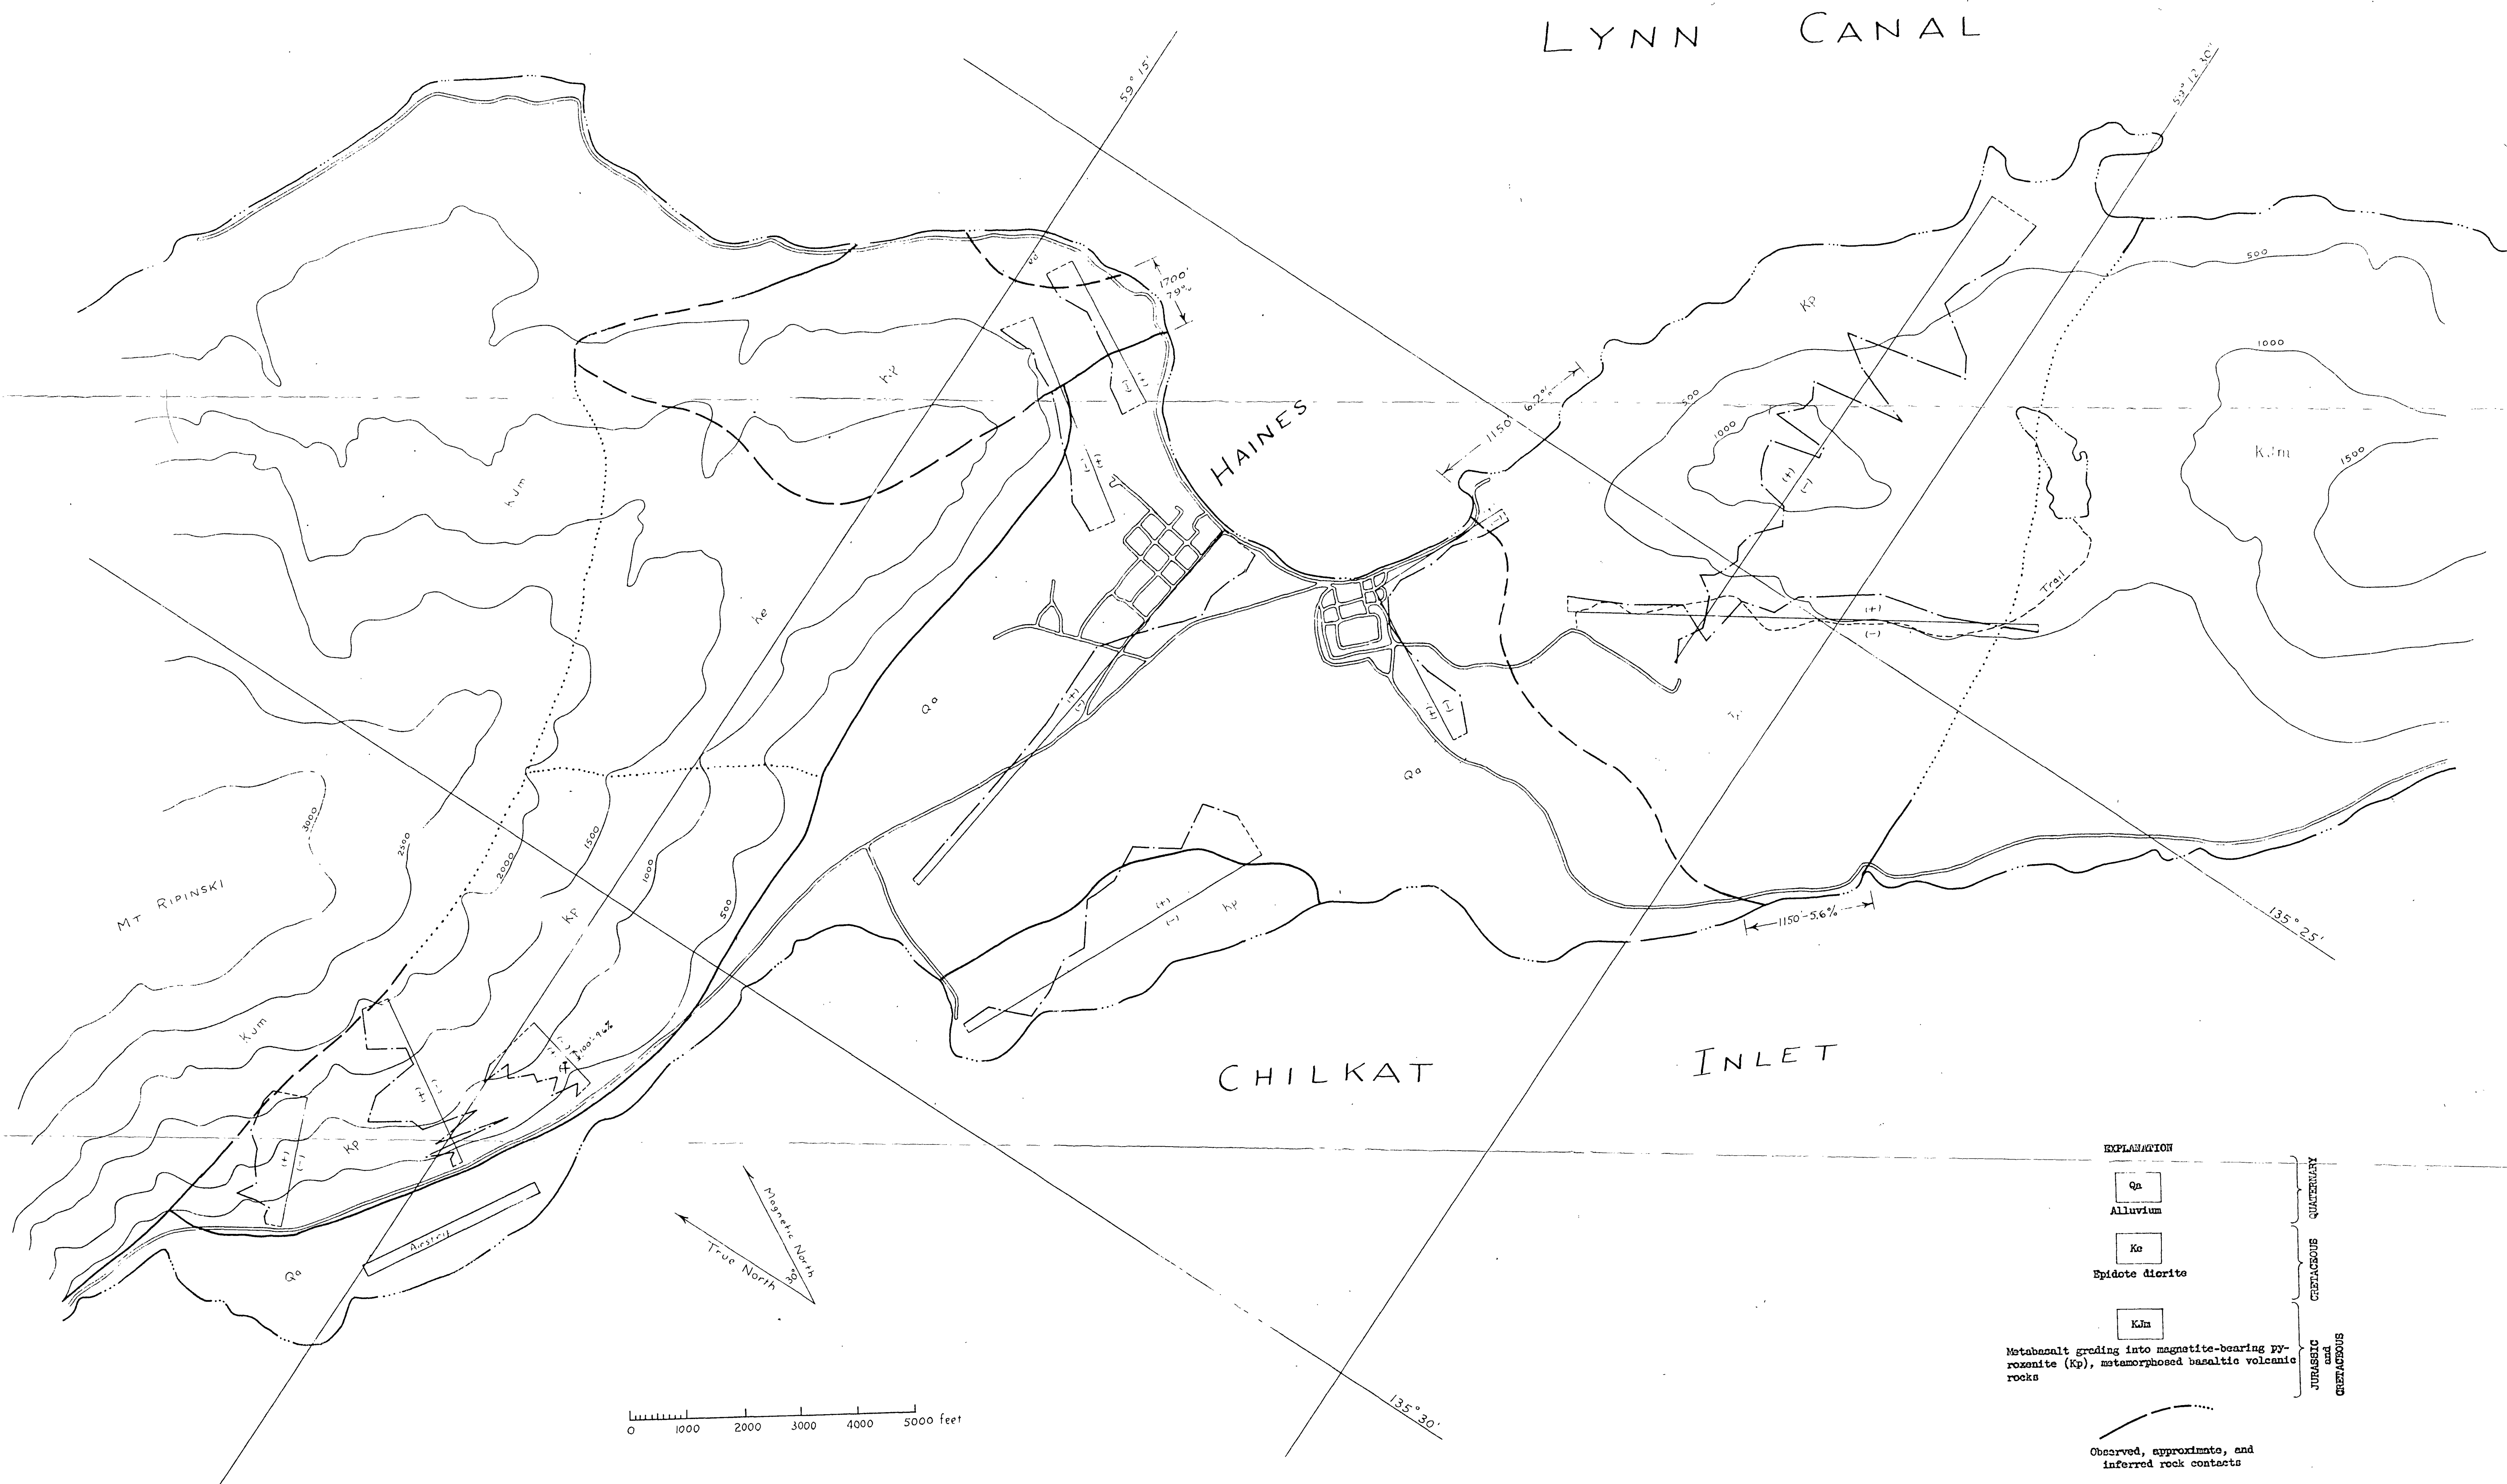 LYNN CANAL
59° 15'
59° 12' 30"
1700'
7.9%
500
Kp
1000
Kp
1150'
6.2%
500
HAINES
1000
KJm
1500
KJm
(-)
(+)
(+)
(-)
(-)
(+)
(-)
Trail
Ke
(+)
(-)
(+)
(-)
Qa
(+)
(-)
Qa
3000
2500
1500
2000
1000
500
MT RIPINSKI
Kp
(+)
(-)
Kp
1150'-5.6%
135° 25'
KJm
CHILKAT INLET
(+)
(-)
Kp
(+)
(-)
Magnetic North
True North
30°
Airstrip
Qa
135° 30'
0 1000 2000 3000 4000 5000 feet
EXPLANATION
Qa
Alluvium
QUATERNARY
Ke
Epidote diorite
CRETACEOUS
KJm
Metabasalt grading into magnetite-bearing py-
roxenite (Kp), metamorphosed basaltic volcanic
rocks
JURASSIC
and
CRETACEOUS
Observed, approximate, and
inferred rock contacts